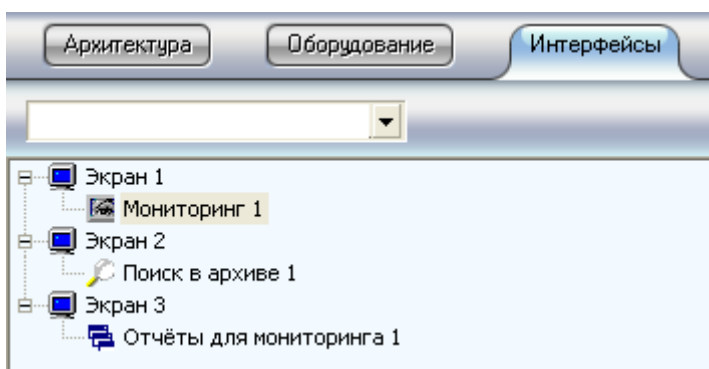 Архитектура Оборудование Интерфейсы
Экран 1
Мониторинг 1
Экран 2
Поиск в архиве 1
Экран 3
Отчёты для мониторинга 1